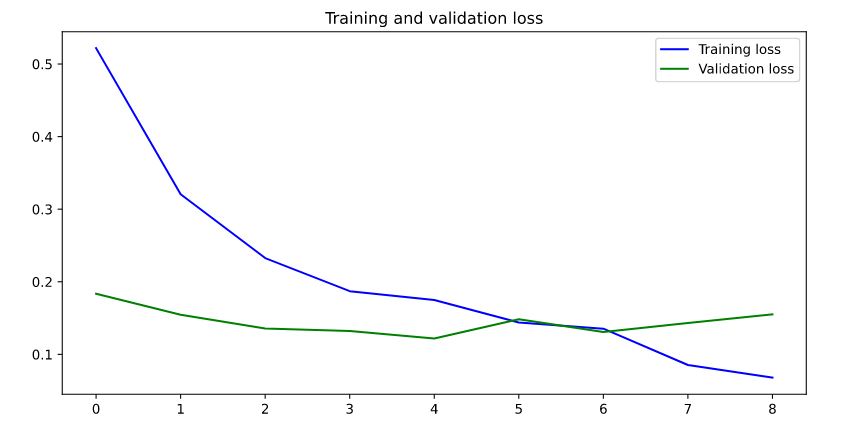 Training and validation loss
Training loss
Validation loss
0.5
0.4
0.3
0.2
0.1
0 1 2 3 4 5 6 7 8